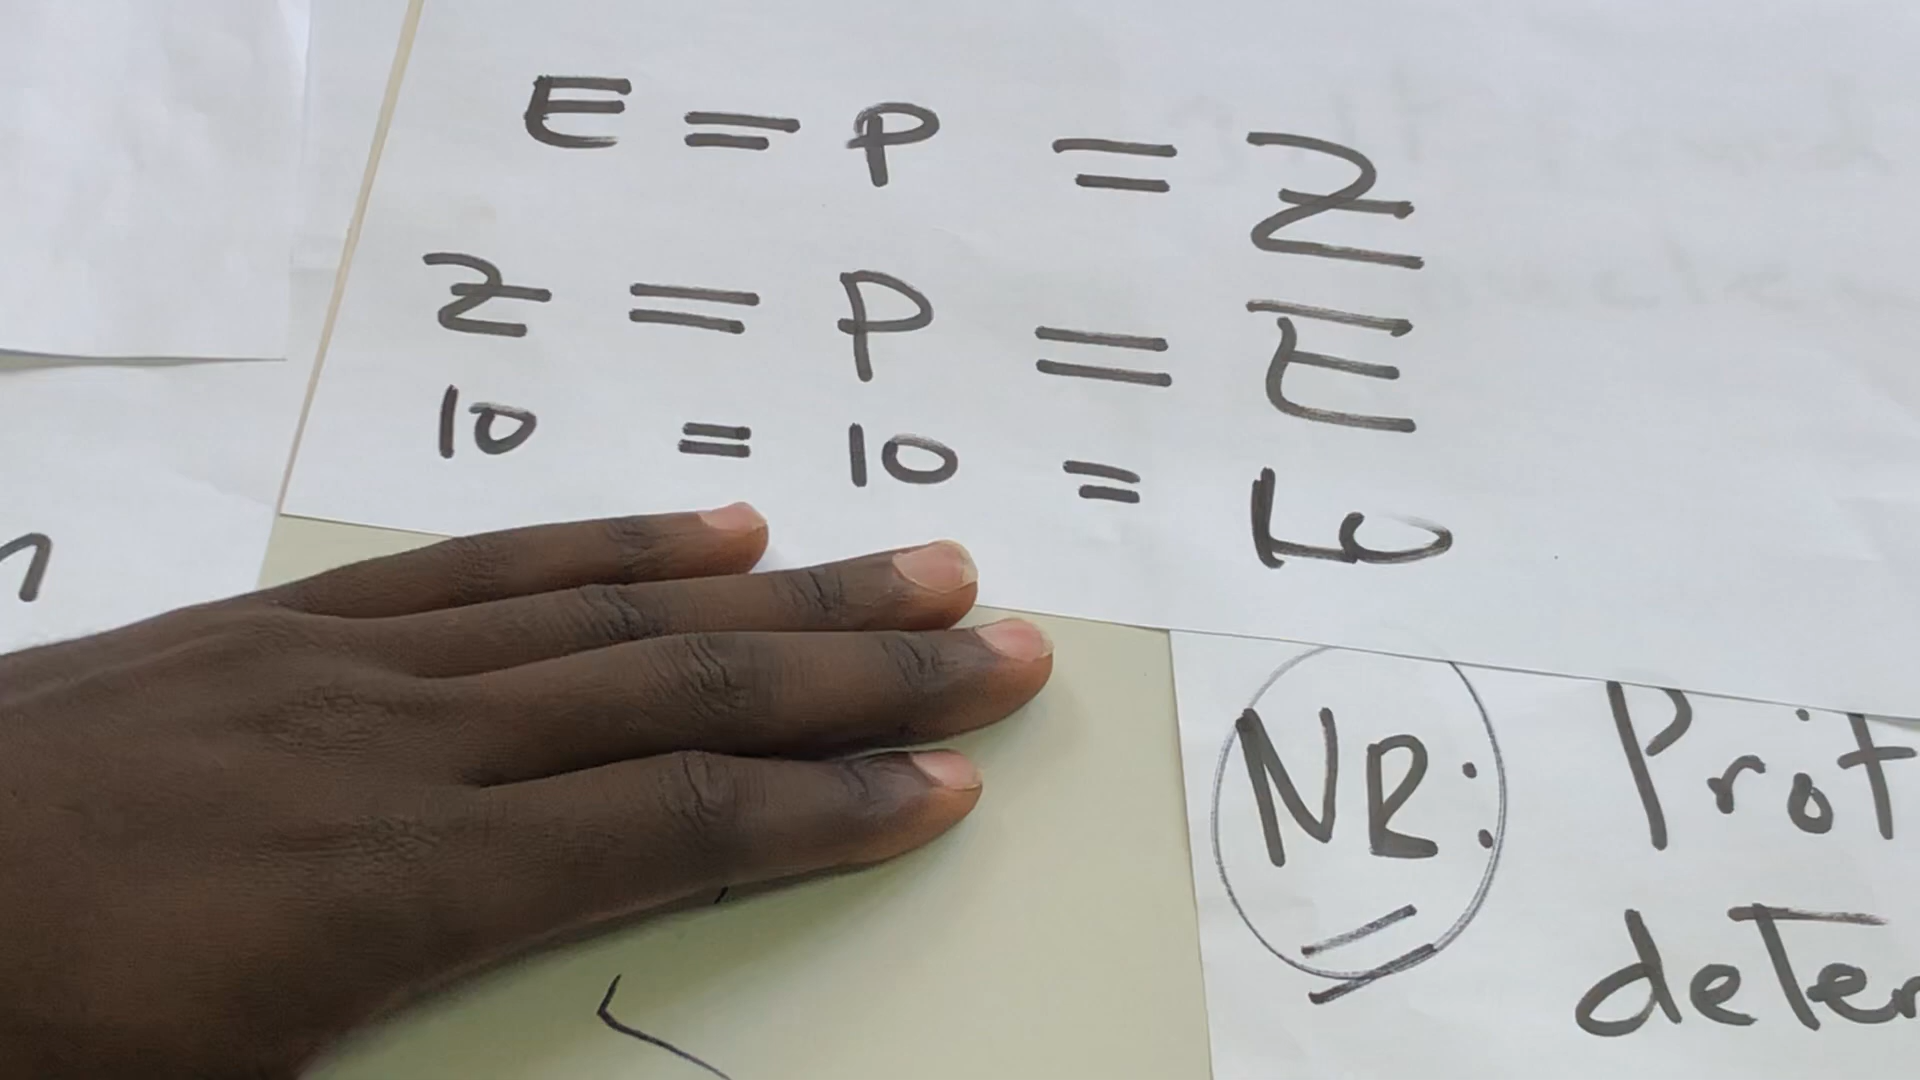 E = P = Z
Z = P = E
10 = 10 = 10
NB: Prot
deter